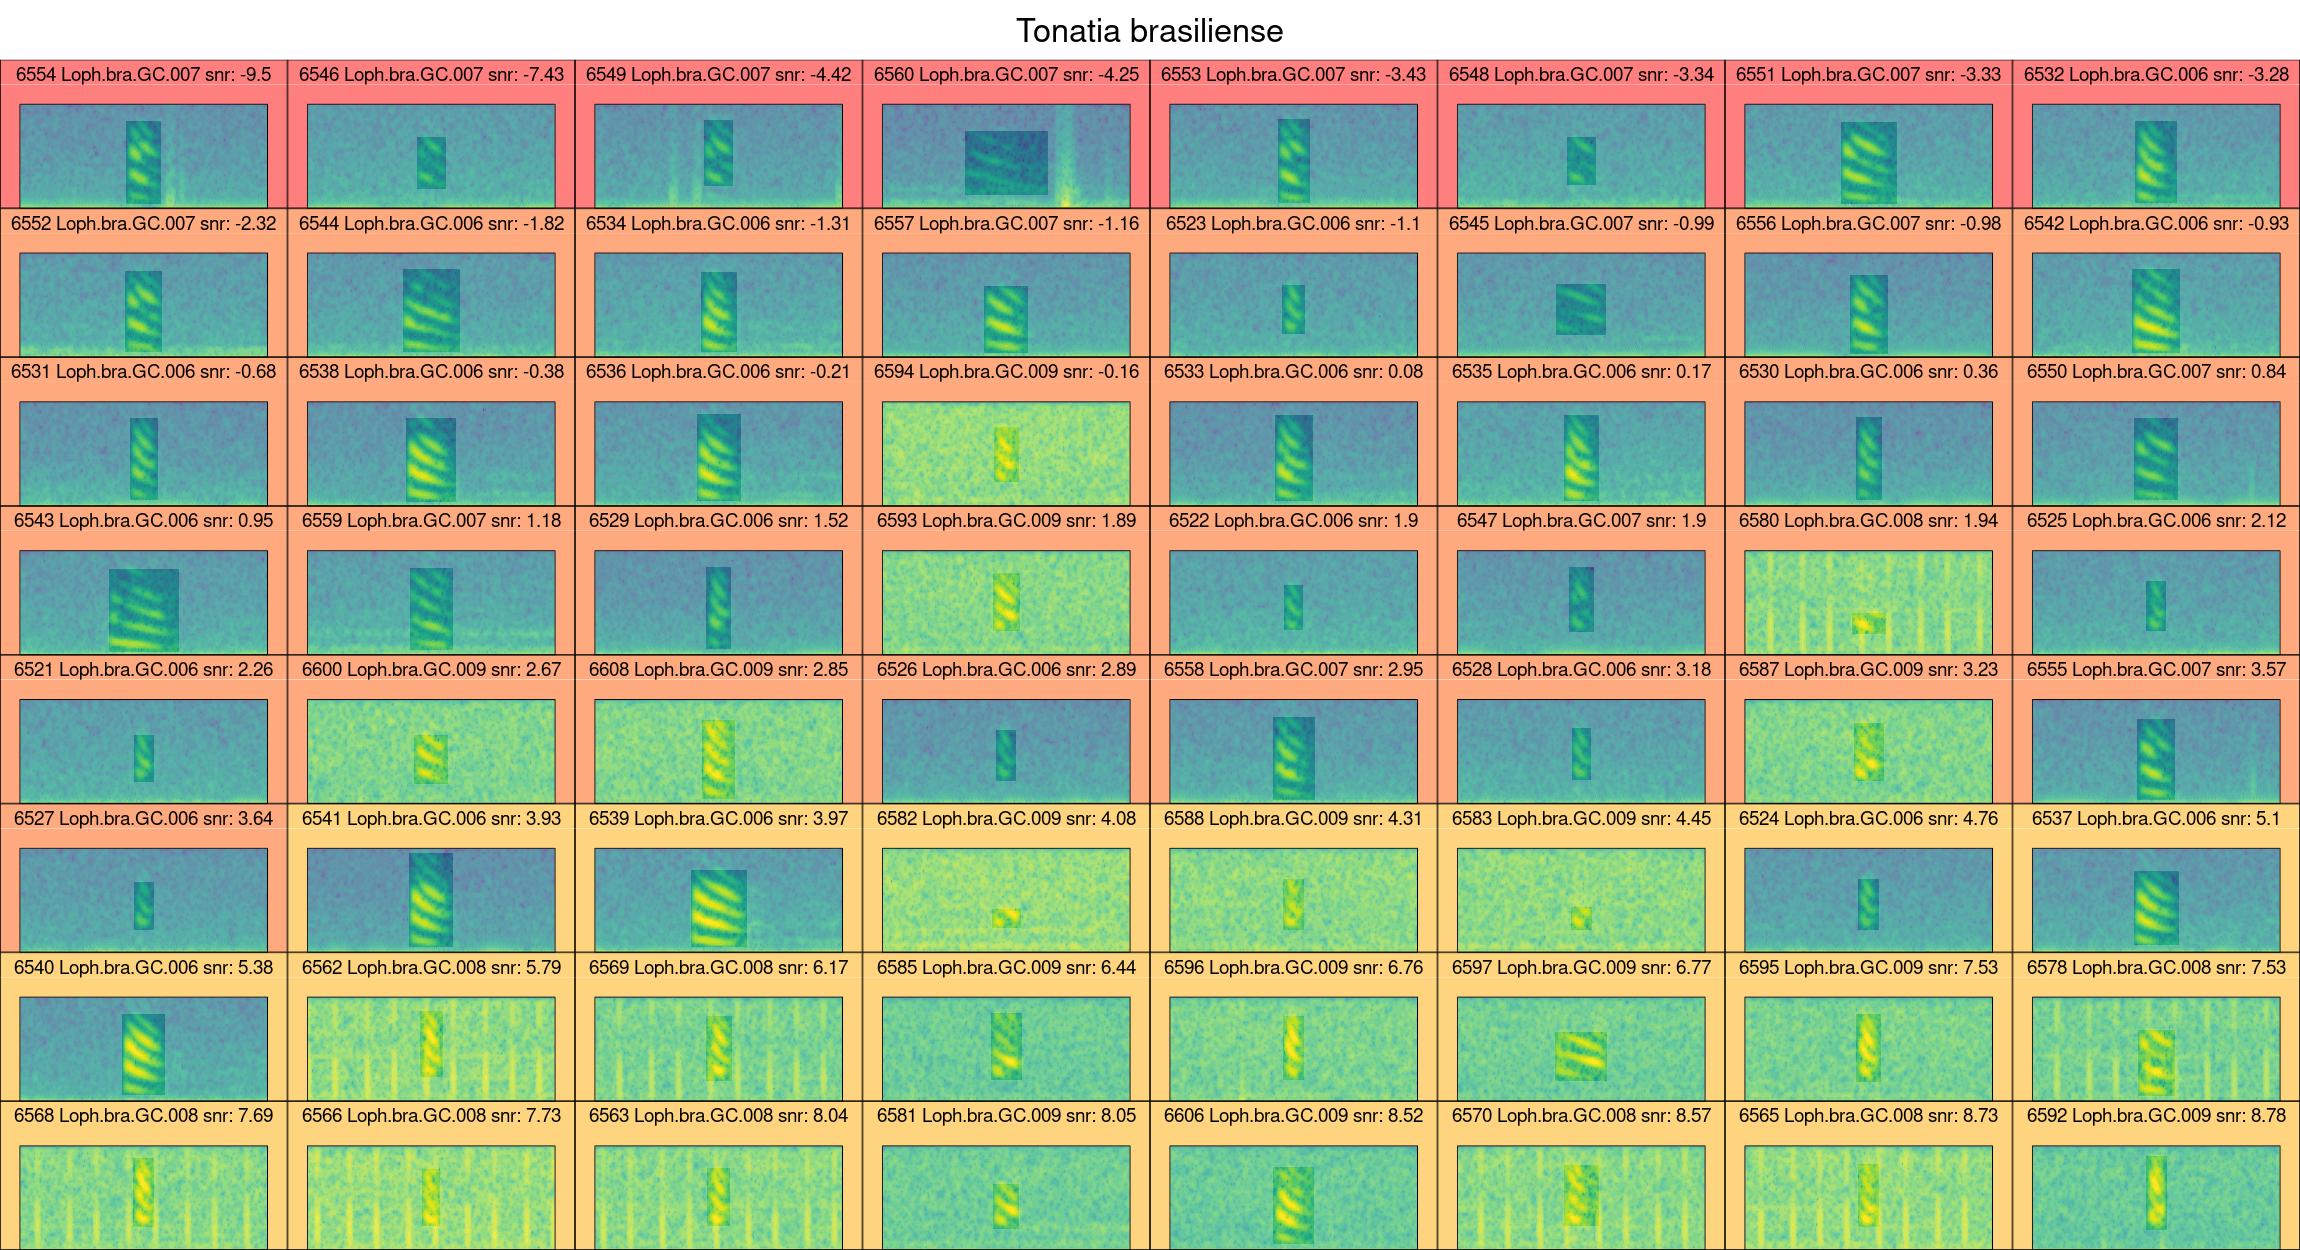 Tonatia brasiliense
6554 Loph.bra.GC.007 snr: -9.5
6546 Loph.bra.GC.007 snr: -7.43
6549 Loph.bra.GC.007 snr: -4.42
6560 Loph.bra.GC.007 snr: -4.25
6553 Loph.bra.GC.007 snr: -3.43
6548 Loph.bra.GC.007 snr: -3.34
6551 Loph.bra.GC.007 snr: -3.33
6532 Loph.bra.GC.006 snr: -3.28
6552 Loph.bra.GC.007 snr: -2.32
6544 Loph.bra.GC.006 snr: -1.82
6534 Loph.bra.GC.006 snr: -1.31
6557 Loph.bra.GC.007 snr: -1.16
6523 Loph.bra.GC.006 snr: -1.1
6545 Loph.bra.GC.007 snr: -0.99
6556 Loph.bra.GC.007 snr: -0.98
6542 Loph.bra.GC.006 snr: -0.93
6531 Loph.bra.GC.006 snr: -0.68
6538 Loph.bra.GC.006 snr: -0.38
6536 Loph.bra.GC.006 snr: -0.21
6594 Loph.bra.GC.009 snr: -0.16
6533 Loph.bra.GC.006 snr: 0.08
6535 Loph.bra.GC.006 snr: 0.17
6530 Loph.bra.GC.006 snr: 0.36
6550 Loph.bra.GC.007 snr: 0.84
6543 Loph.bra.GC.006 snr: 0.95
6559 Loph.bra.GC.007 snr: 1.18
6529 Loph.bra.GC.006 snr: 1.52
6593 Loph.bra.GC.009 snr: 1.89
6522 Loph.bra.GC.006 snr: 1.9
6547 Loph.bra.GC.007 snr: 1.9
6580 Loph.bra.GC.008 snr: 1.94
6525 Loph.bra.GC.006 snr: 2.12
6521 Loph.bra.GC.006 snr: 2.26
6600 Loph.bra.GC.009 snr: 2.67
6608 Loph.bra.GC.009 snr: 2.85
6526 Loph.bra.GC.006 snr: 2.89
6558 Loph.bra.GC.007 snr: 2.95
6528 Loph.bra.GC.006 snr: 3.18
6587 Loph.bra.GC.009 snr: 3.23
6555 Loph.bra.GC.007 snr: 3.57
6527 Loph.bra.GC.006 snr: 3.64
6541 Loph.bra.GC.006 snr: 3.93
6539 Loph.bra.GC.006 snr: 3.97
6582 Loph.bra.GC.009 snr: 4.08
6588 Loph.bra.GC.009 snr: 4.31
6583 Loph.bra.GC.009 snr: 4.45
6524 Loph.bra.GC.006 snr: 4.76
6537 Loph.bra.GC.006 snr: 5.1
6540 Loph.bra.GC.006 snr: 5.38
6562 Loph.bra.GC.008 snr: 5.79
6569 Loph.bra.GC.008 snr: 6.17
6585 Loph.bra.GC.009 snr: 6.44
6596 Loph.bra.GC.009 snr: 6.76
6597 Loph.bra.GC.009 snr: 6.77
6595 Loph.bra.GC.009 snr: 7.53
6578 Loph.bra.GC.008 snr: 7.53
6568 Loph.bra.GC.008 snr: 7.69
6566 Loph.bra.GC.008 snr: 7.73
6563 Loph.bra.GC.008 snr: 8.04
6581 Loph.bra.GC.009 snr: 8.05
6606 Loph.bra.GC.009 snr: 8.52
6570 Loph.bra.GC.008 snr: 8.57
6565 Loph.bra.GC.008 snr: 8.73
6592 Loph.bra.GC.009 snr: 8.78